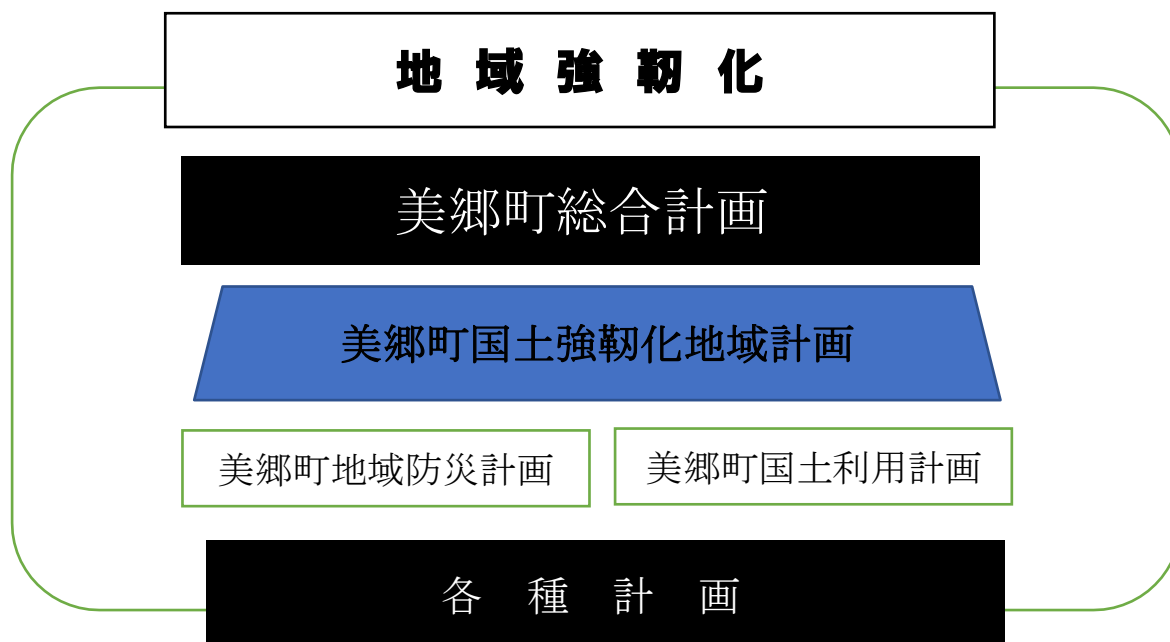 地 域 強 靭 化
美郷町総合計画
美郷町国土強靭化地域計画
美郷町地域防災計画
美郷町国土利用計画
各 種 計 画